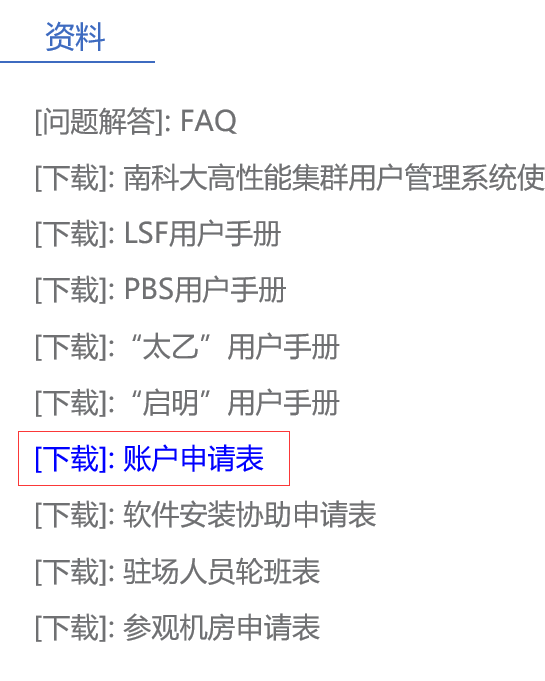 资料
[问题解答]: FAQ
[下载]: 南科大高性能集群用户管理系统使
[下载]: LSF用户手册
[下载]: PBS用户手册
[下载]: “太乙”用户手册
[下载]: “启明”用户手册
[下载]: 账户申请表
[下载]: 软件安装协助申请表
[下载]: 驻场人员轮班表
[下载]: 参观机房申请表